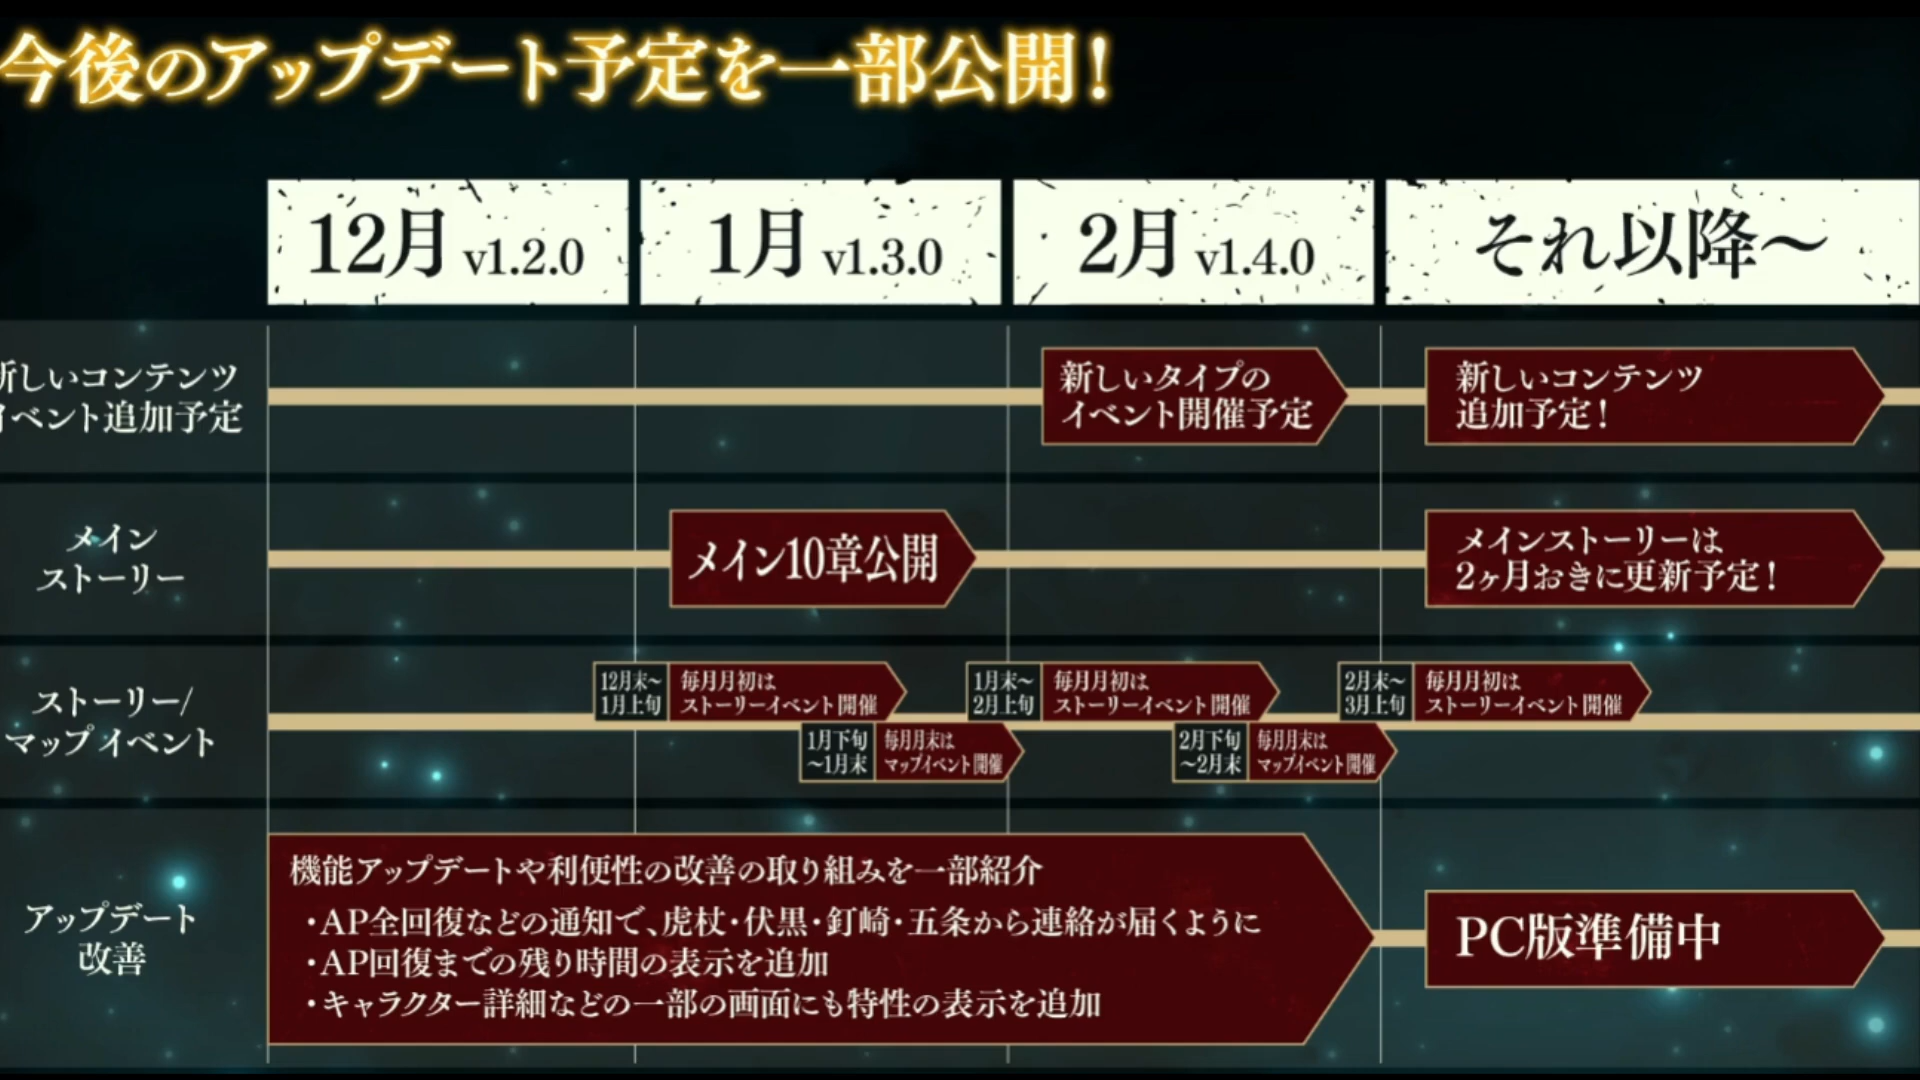 今後のアップデート予定を一部公開!
12月 v1.2.0
1月 v1.3.0
2月 v1.4.0
それ以降～
新しいコンテンツ
イベント追加予定
新しいタイプの
イベント開催予定
新しいコンテンツ
追加予定!
メイン
ストーリー
メイン10章公開
メインストーリーは
2ヶ月おきに更新予定!
ストーリー/
マップイベント
12月末～
1月上旬
毎月月初は
ストーリーイベント開催
1月下旬
～1月末
毎月月末は
マップイベント開催
1月末～
2月上旬
毎月月初は
ストーリーイベント開催
2月下旬
～2月末
毎月月末は
マップイベント開催
2月末～
3月上旬
毎月月初は
ストーリーイベント開催
アップデート
改善
機能アップデートや利便性の改善の取り組みを一部紹介
・AP全回復などの通知で、虎杖・伏黒・釘崎・五条から連絡が届くように
・AP回復までの残り時間の表示を追加
・キャラクター詳細などの一部の画面にも特性の表示を追加
PC版準備中